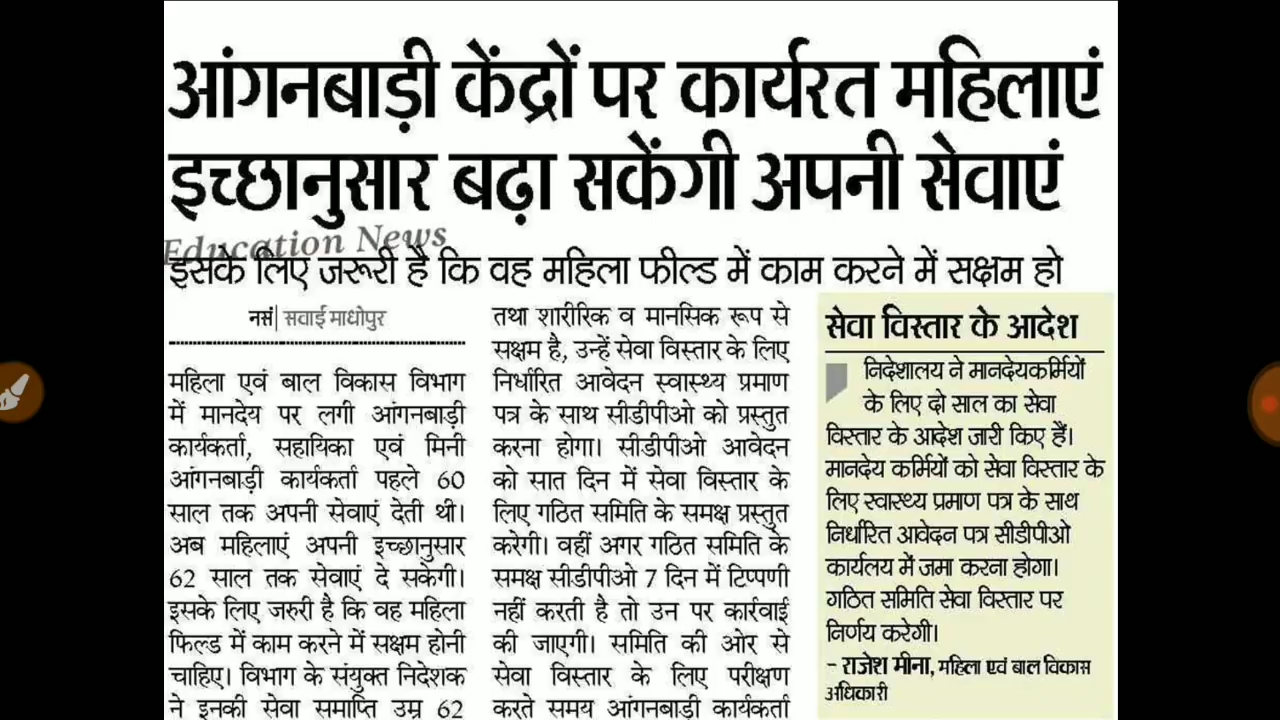 आंगनबाड़ी केंद्रों पर कार्यरत महिलाएं
इच्छानुसार बढ़ा सकेंगी अपनी सेवाएं
Education News
इसके लिए जरूरी है कि वह महिला फील्ड में काम करने में सक्षम हो
नसं| सवाई माधोपुर
महिला एवं बाल विकास विभाग
में मानदेय पर लगी आंगनबाड़ी
कार्यकर्ता, सहायिका एवं मिनी
आंगनबाड़ी कार्यकर्ता पहले 60
साल तक अपनी सेवाएं देती थी।
अब महिलाएं अपनी इच्छानुसार
62 साल तक सेवाएं दे सकेगी।
इसके लिए जरुरी है कि वह महिला
फिल्ड में काम करने में सक्षम होनी
चाहिए। विभाग के संयुक्त निदेशक
ने इनकी सेवा समाप्ति उम्र 62
तथा शारीरिक व मानसिक रूप से
सक्षम है, उन्हें सेवा विस्तार के लिए
निर्धारित आवेदन स्वास्थ्य प्रमाण
पत्र के साथ सीडीपीओ को प्रस्तुत
करना होगा। सीडीपीओ आवेदन
को सात दिन में सेवा विस्तार के
लिए गठित समिति के समक्ष प्रस्तुत
करेगी। वहीं अगर गठित समिति के
समक्ष सीडीपीओ 7 दिन में टिप्पणी
नहीं करती है तो उन पर कार्रवाई
की जाएगी। समिति की ओर से
सेवा विस्तार के लिए परीक्षण
करते समय आंगनबाड़ी कार्यकर्ता
सेवा विस्तार के आदेश
निदेशालय ने मानदेयकर्मियों
के लिए दो साल का सेवा
विस्तार के आदेश जारी किए हैं।
मानदेय कर्मियों को सेवा विस्तार के
लिए स्वास्थ्य प्रमाण पत्र के साथ
निर्धारित आवेदन पत्र सीडीपीओ
कार्यलय में जमा करना होगा।
गठित समिति सेवा विस्तार पर
निर्णय करेगी।
- राजेश मीना, महिला एवं बाल विकास
अधिकारी